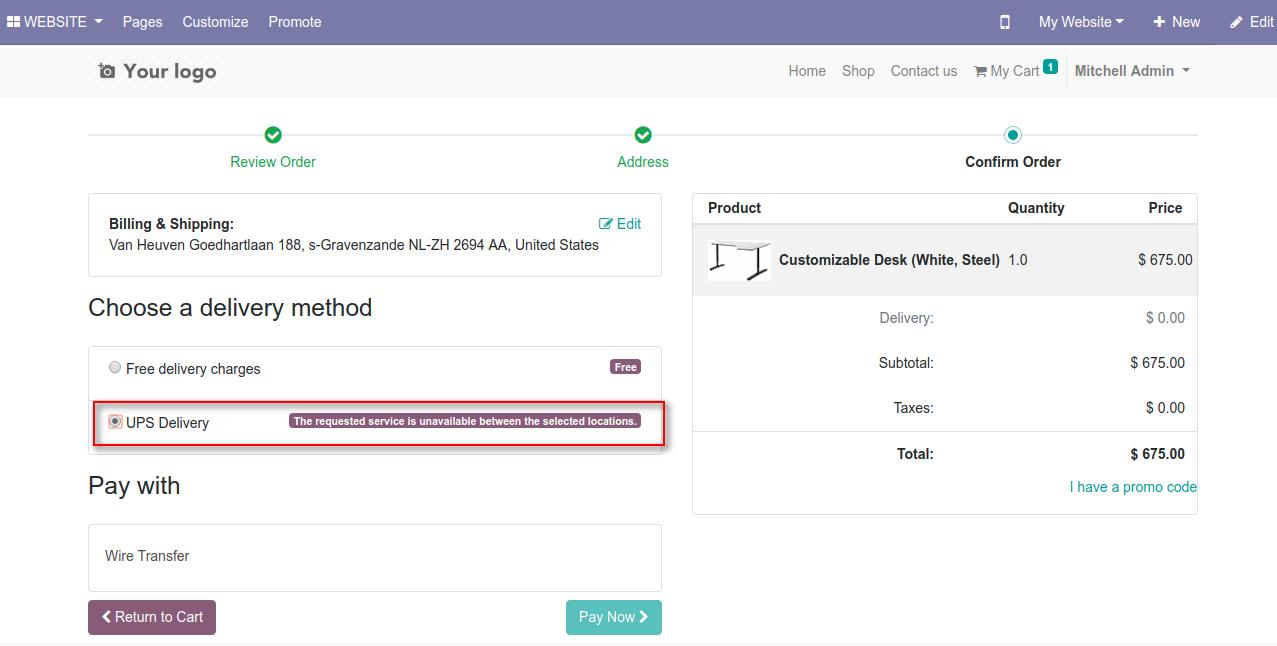 WEBSITE Pages Customize Promote My Website New Edit
Your logo Home Shop Contact us My Cart 1 Mitchell Admin
Review Order Address Confirm Order
Billing & Shipping: Edit
Van Heuven Goedhartlaan 188, s-Gravenzande NL-ZH 2694 AA, United States
Choose a delivery method
Free delivery charges Free
UPS Delivery The requested service is unavailable between the selected locations.
Pay with
Wire Transfer
Return to Cart Pay Now
Product Quantity Price
Customizable Desk (White, Steel) 1.0 $ 675.00
Delivery: $ 0.00
Subtotal: $ 675.00
Taxes: $ 0.00
Total: $ 675.00
I have a promo code